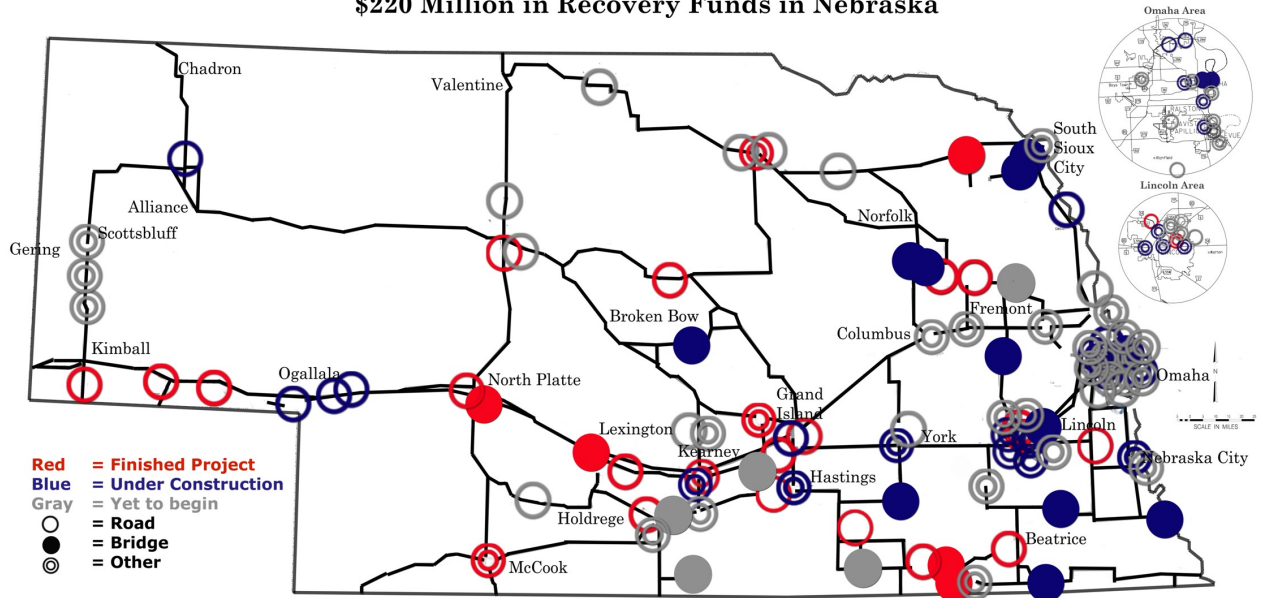 $220 Million in Recovery Funds in Nebraska
Omaha Area
Chadron
Valentine
South
Sioux
City
Lincoln Area
Alliance
Norfolk
Gering
Scottsbluff
Broken Bow
Fremont
Columbus
Kimball
Ogallala
North Platte
Omaha
N
SCALE IN MILES
Grand
Island
Lexington
Kearney
York
Lincoln
Nebraska City
Hastings
Holdrege
Beatrice
McCook
Red = Finished Project
Blue = Under Construction
Gray = Yet to begin
= Road
= Bridge
= Other